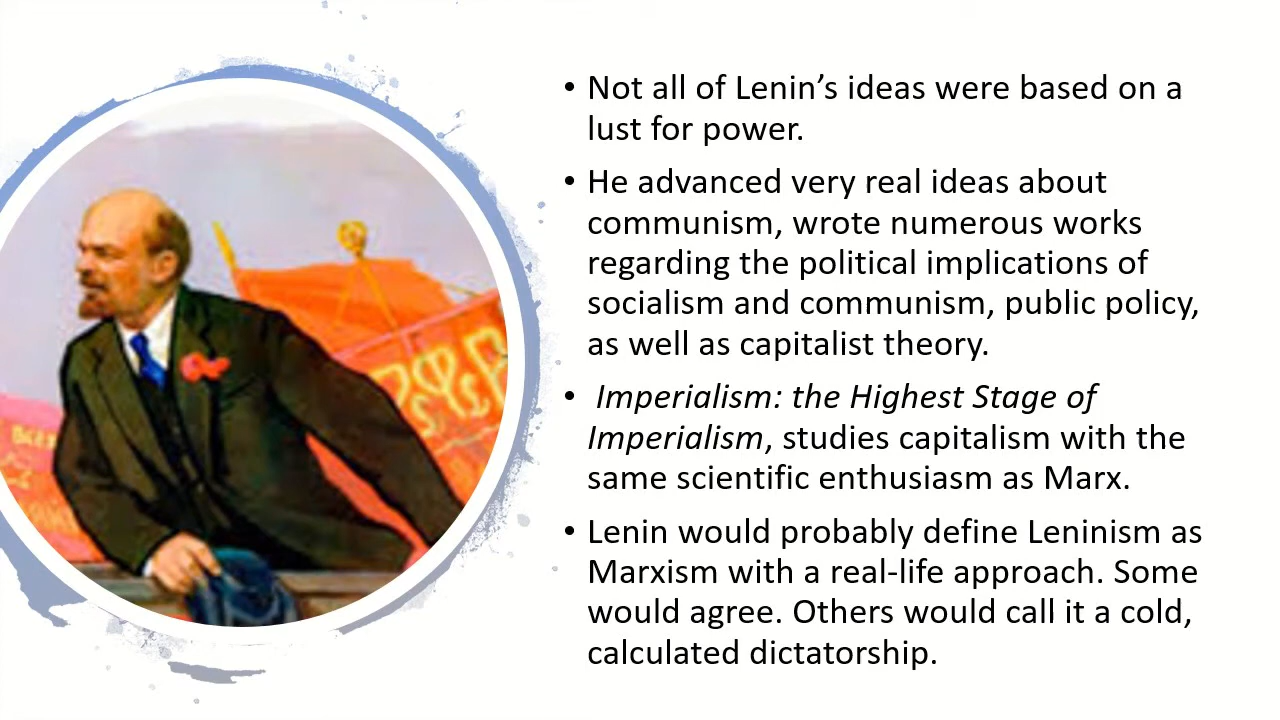 • Not all of Lenin’s ideas were based on a
lust for power.
• He advanced very real ideas about
communism, wrote numerous works
regarding the political implications of
socialism and communism, public policy,
as well as capitalist theory.
• Imperialism: the Highest Stage of
Imperialism, studies capitalism with the
same scientific enthusiasm as Marx.
• Lenin would probably define Leninism as
Marxism with a real-life approach. Some
would agree. Others would call it a cold,
calculated dictatorship.